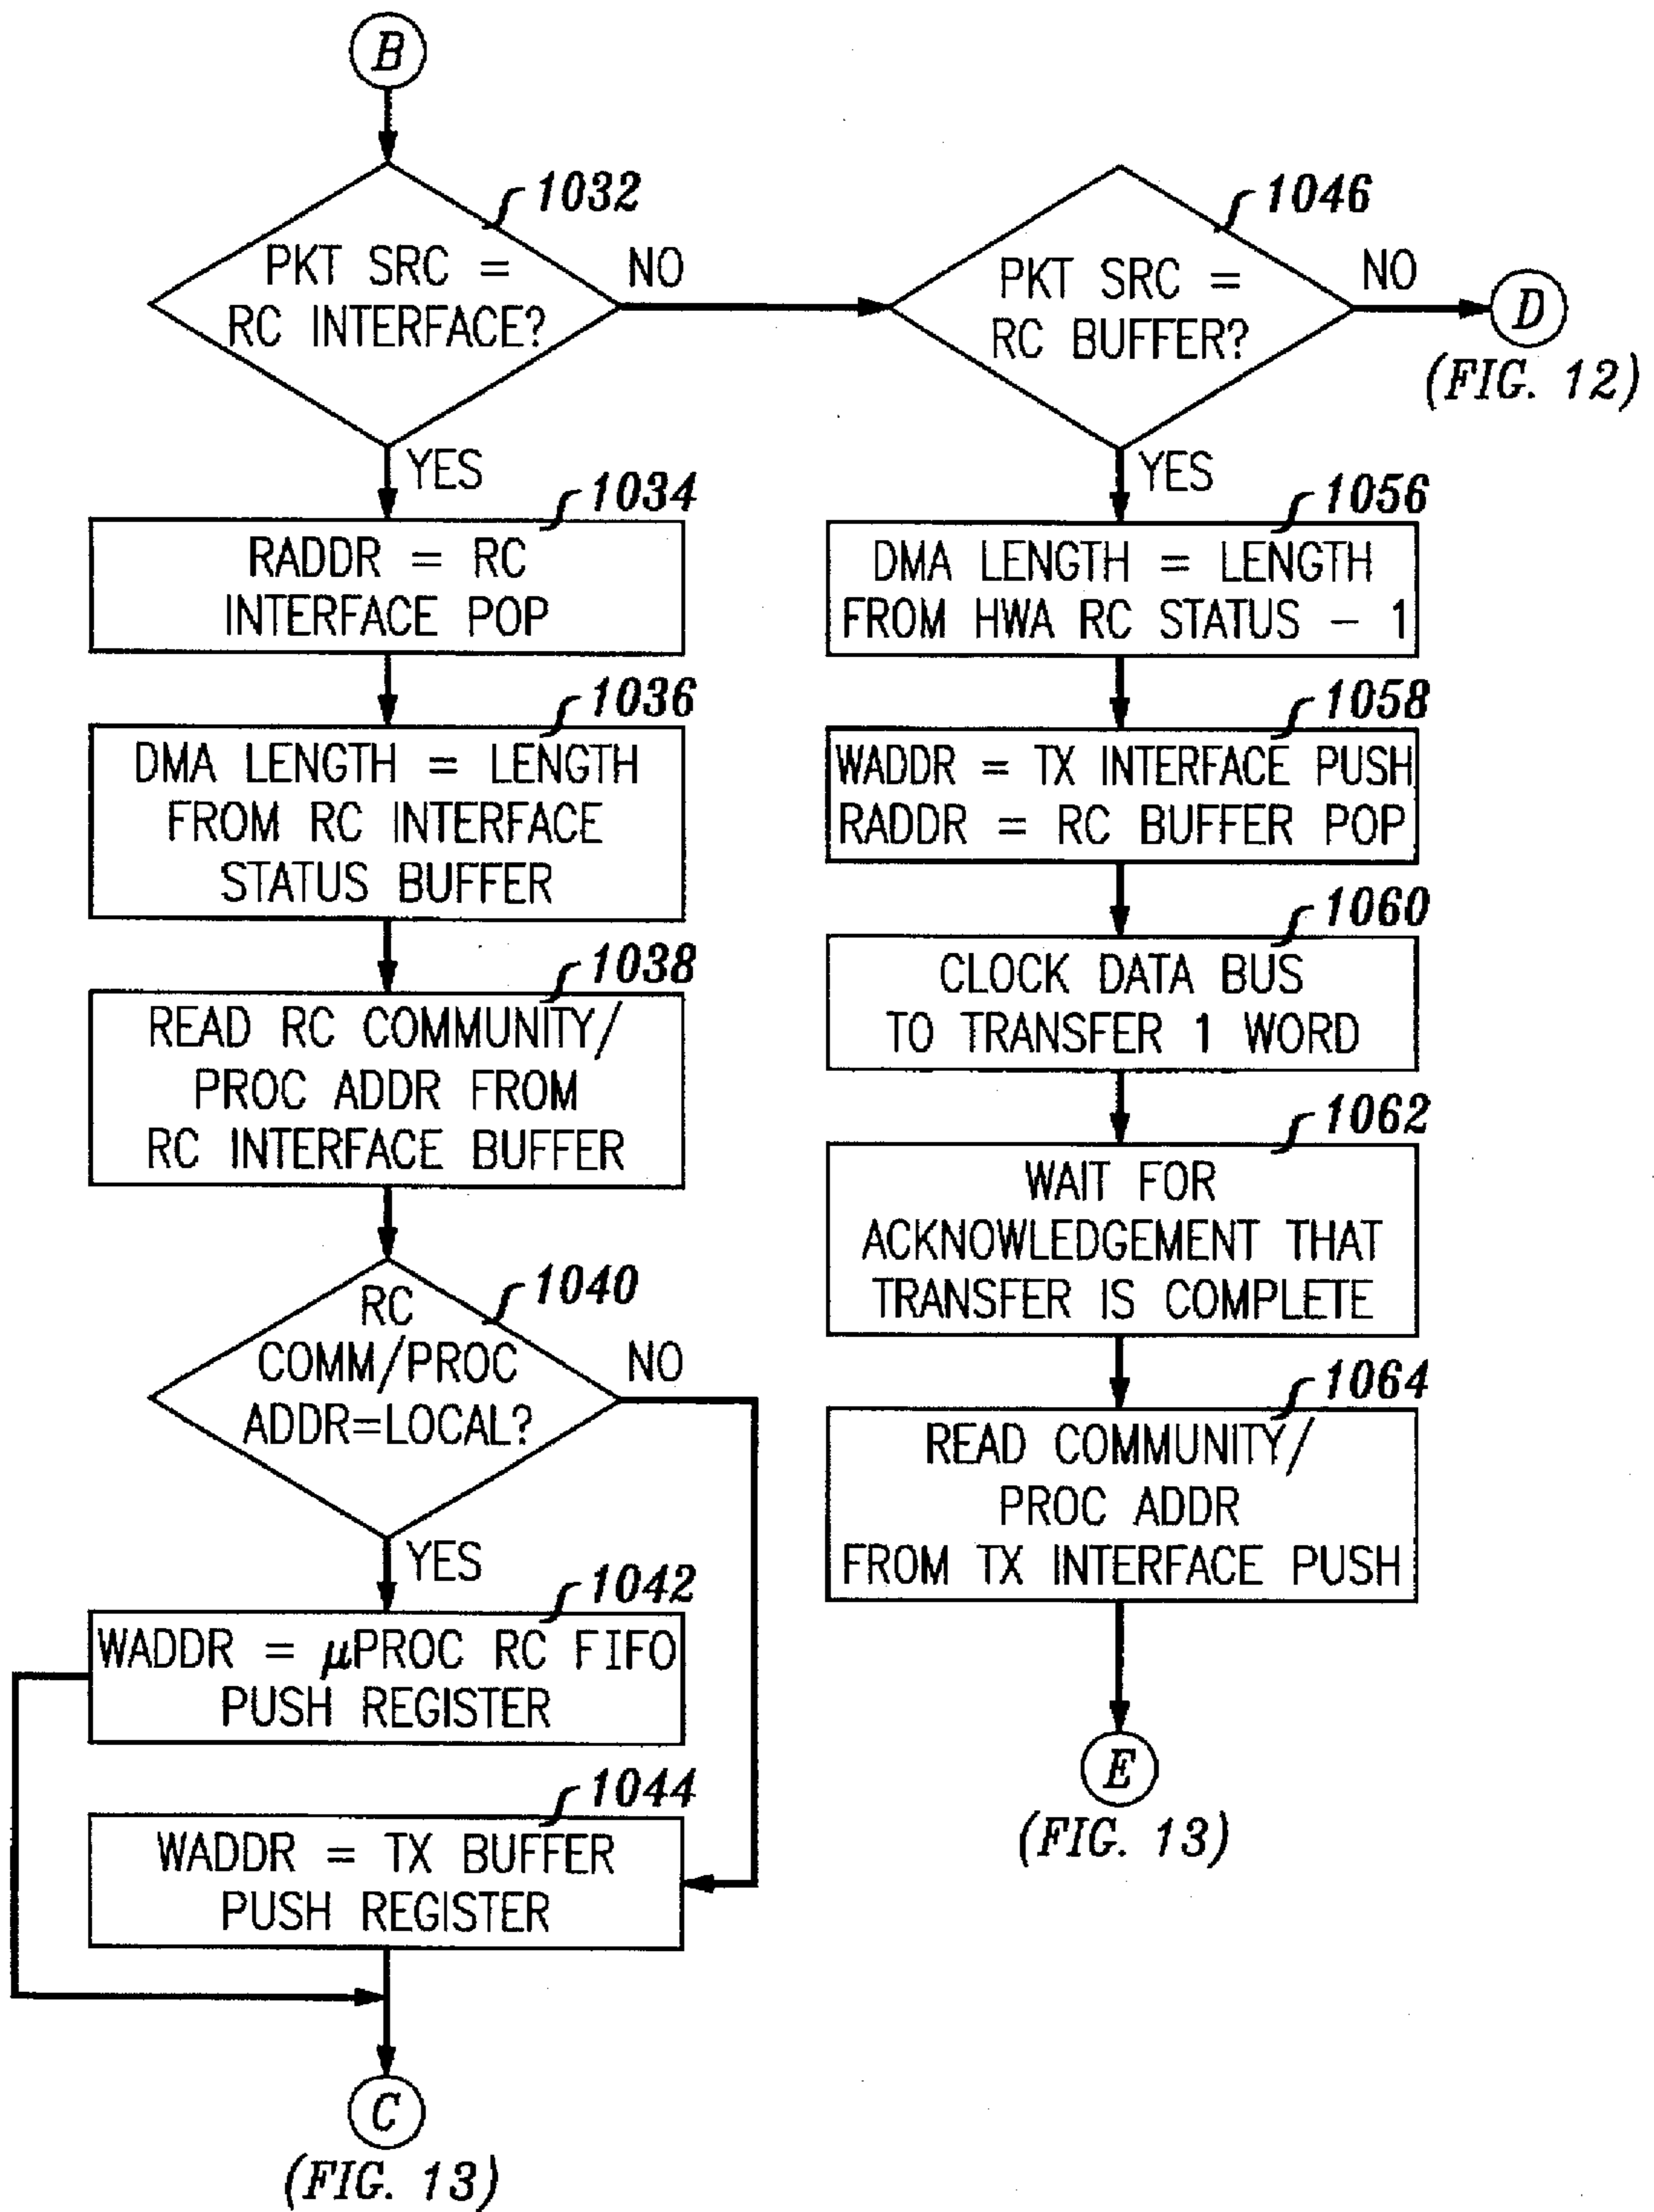 B
1032
PKT SRC =
RC INTERFACE?
NO
YES
1034
RADDR = RC
INTERFACE POP
1036
DMA LENGTH = LENGTH
FROM RC INTERFACE
STATUS BUFFER
1038
READ RC COMMUNITY/
PROC ADDR FROM
RC INTERFACE BUFFER
1040
RC
COMM/PROC
ADDR=LOCAL?
NO
YES
1042
WADDR = μPROC RC FIFO
PUSH REGISTER
1044
WADDR = TX BUFFER
PUSH REGISTER
C
(FIG. 13)
1046
PKT SRC =
RC BUFFER?
NO
D
(FIG. 12)
YES
1056
DMA LENGTH = LENGTH
FROM HWA RC STATUS - 1
1058
WADDR = TX INTERFACE PUSH
RADDR = RC BUFFER POP
1060
CLOCK DATA BUS
TO TRANSFER 1 WORD
1062
WAIT FOR
ACKNOWLEDGEMENT THAT
TRANSFER IS COMPLETE
1064
READ COMMUNITY/
PROC ADDR
FROM TX INTERFACE PUSH
E
(FIG. 13)